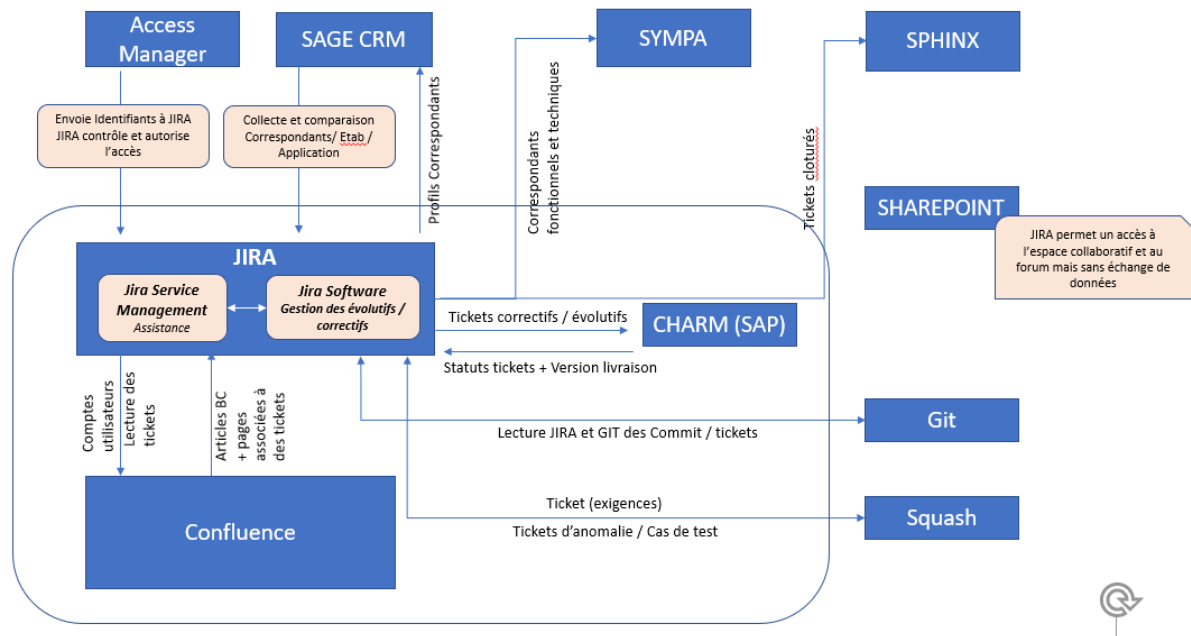 Access
Manager
SAGE CRM
SYMPA
SPHINX
Envoie Identifiants à JIRA
JIRA contrôle et autorise
l'accès
Collecte et comparaison
Correspondants/ Etab /
Application
Profils Correspondants
Correspondants
fonctionnels et techniques
Tickets cloturés
SHAREPOINT
JIRA permet un accès à
l'espace collaboratif et au
forum mais sans échange de
données
JIRA
Jira Service
Management
Assistance
Jira Software
Gestion des évolutifs /
correctifs
Tickets correctifs / évolutifs
CHARM (SAP)
Statuts tickets + Version livraison
Comptes
utilisateurs
Lecture des
tickets
Articles BC
+ pages
associées à
des tickets
Git
Lecture JIRA et GIT des Commit / tickets
Confluence
Ticket (exigences)
Squash
Tickets d'anomalie / Cas de test